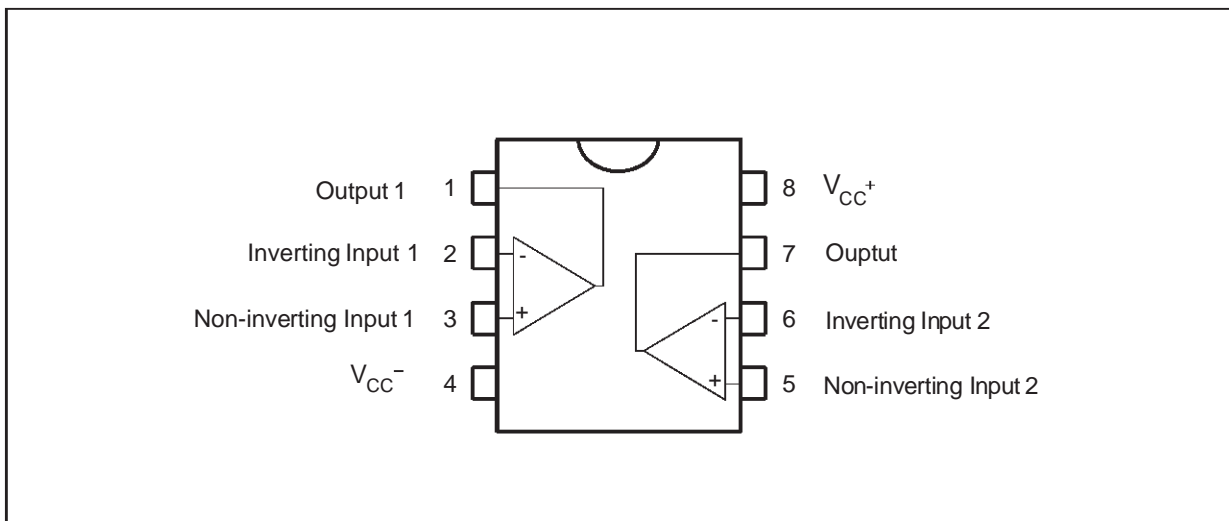 Output 1 1
Inverting Input 1 2
Non-inverting Input 1 3
VCC− 4
8 VCC+
7 Ouptut
6 Inverting Input 2
5 Non-inverting Input 2
-
+
-
+